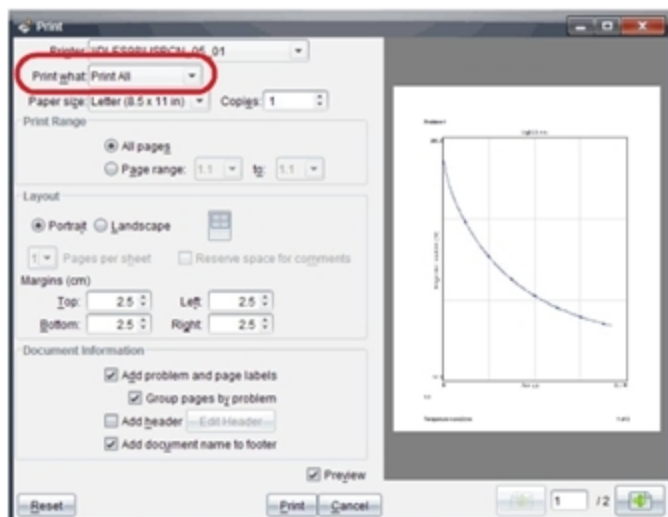 Print
Printer:
Print what: Print All
Paper size: Letter (8.5 x 11 in) Copies: 1
Print Range
All pages
Page range: 1.1 to: 1.1
Layout
Portrait Landscape
1 Pages per sheet Reserve space for comments
Margins (cm)
Top: 2.5 Left: 2.5
Bottom: 2.5 Right: 2.5
Document Information
Add problem and page labels
Group pages by problem
Add header Edit Header
Add document name to footer
Preview
Reset Print Cancel 1 / 2